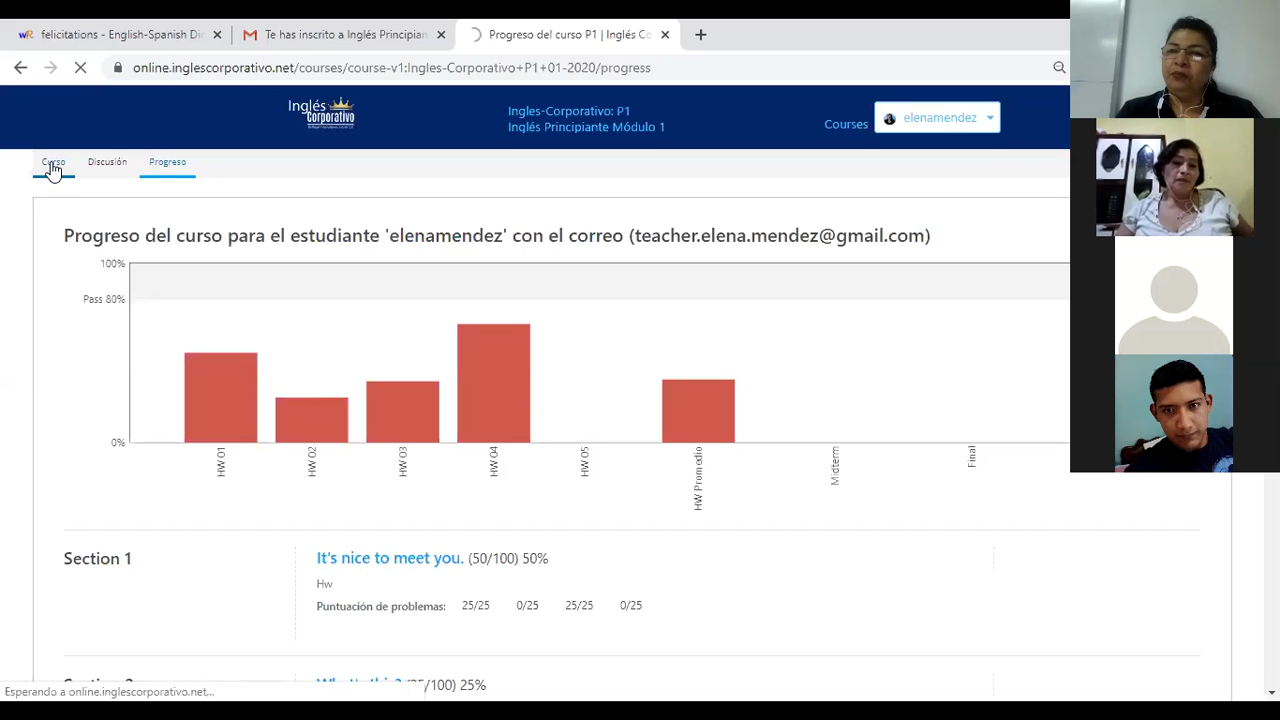 felicitations - English-Spanish Dic
Te has inscrito a Inglés Principian
Progreso del curso P1 | Inglés Co
online.inglescorporativo.net/courses/course-v1:Ingles-Corporativo+P1+01-2020/progress
Inglés
Corporativo
Ingles-Corporativo: P1
Inglés Principiante Módulo 1
Courses
elenamendez
Curso
Discusión
Progreso
Progreso del curso para el estudiante 'elenamendez' con el correo (teacher.elena.mendez@gmail.com)
100%
Pass 80%
0%
HW 01
HW 02
HW 03
HW 04
HW 05
HW Promedio
Midterm
Final
Section 1
It's nice to meet you. (50/100) 50%
Hw
Puntuación de problemas: 25/25 0/25 25/25 0/25
25%
Esperando a online.inglescorporativo.net...